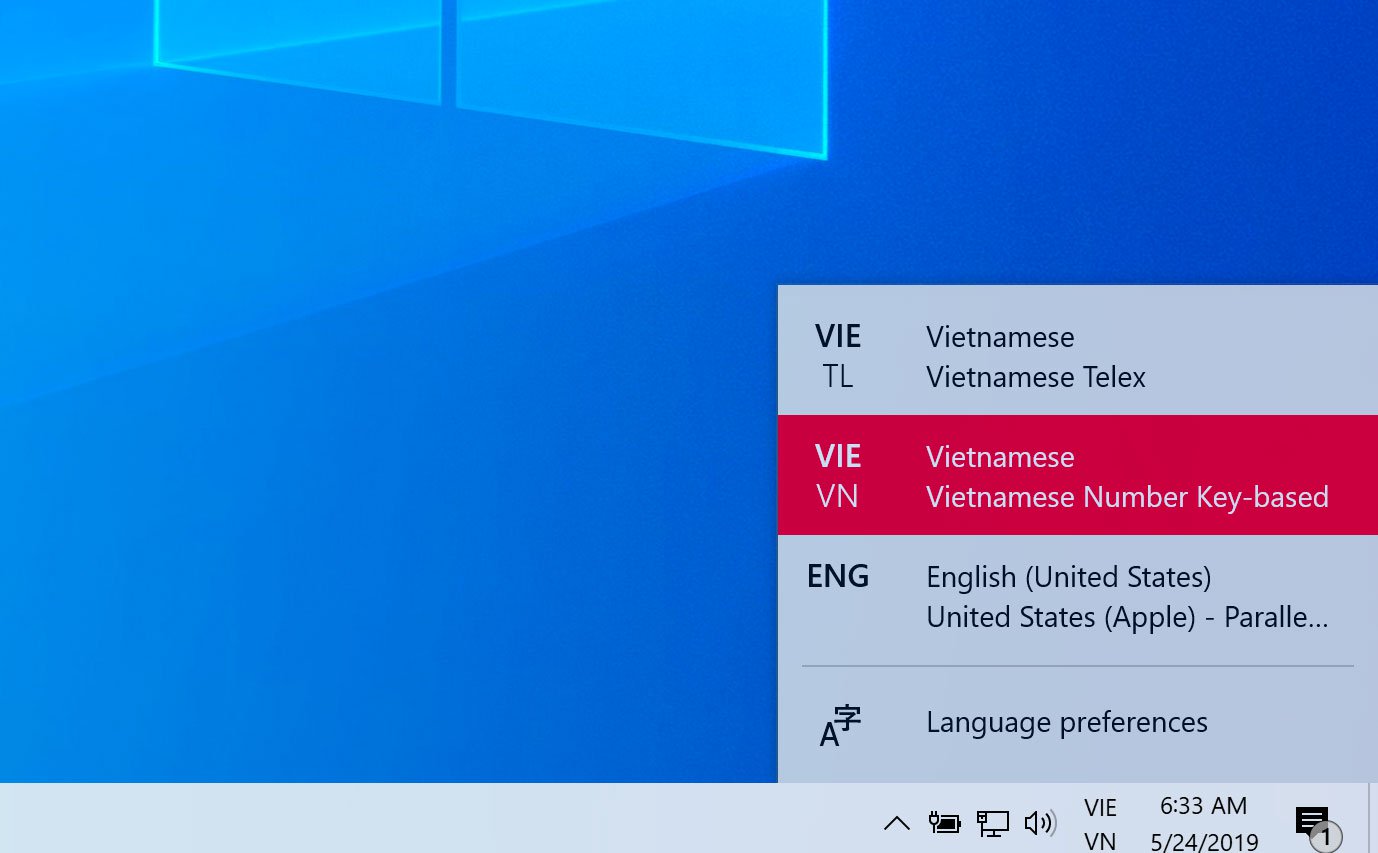 VIE Vietnamese
TL Vietnamese Telex
VIE Vietnamese
VN Vietnamese Number Key-based
ENG English (United States)
United States (Apple) - Paralle...
A字 Language preferences
VIE 6:33 AM
VN 5/24/2019 1